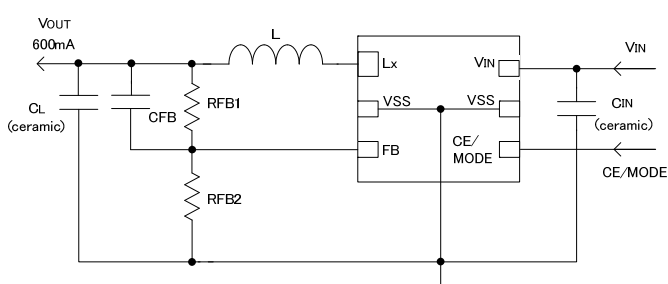 VOUT
600mA
L
Lx
VIN
VIN
CL
(ceramic)
CFB
RFB1
VSS
VSS
CIN
(ceramic)
FB
CE/
MODE
CE/MODE
RFB2